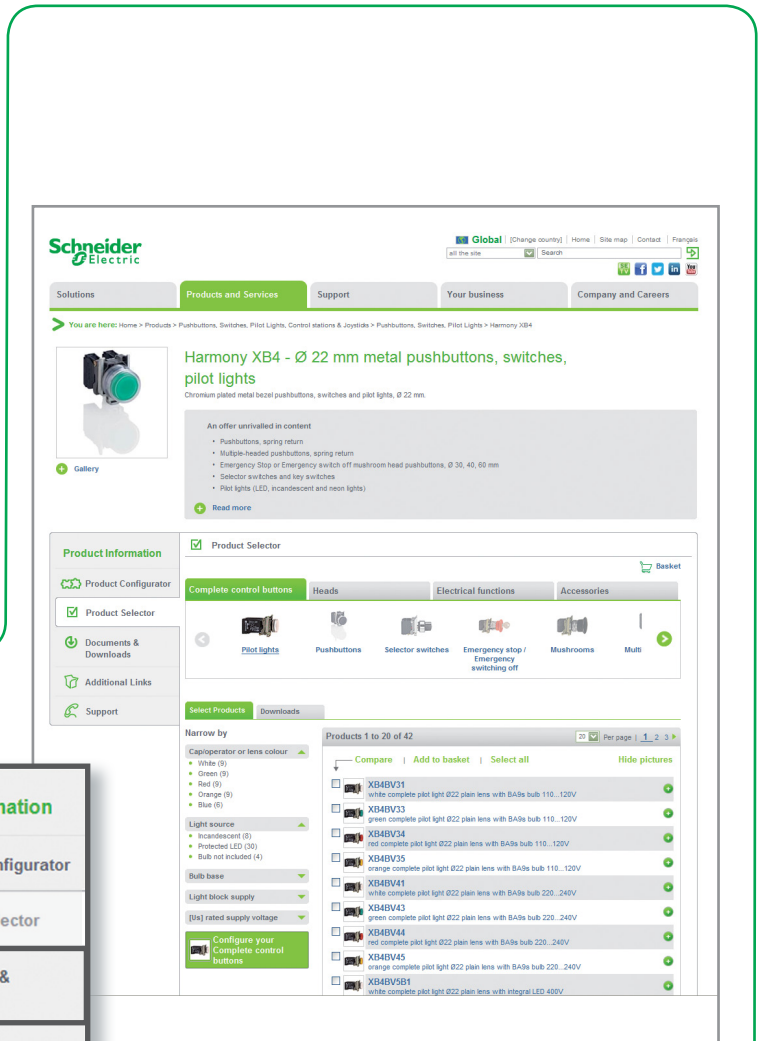 Schneider
Electric
Global | [Change country] | Home | Site map | Contact | Français
all the site Search
Solutions
Products and Services
Support
Your business
Company and Careers
You are here: Home > Products > Pushbuttons, Switches, Pilot Lights, Control stations & Joysticks > Pushbuttons, Switches, Pilot Lights > Harmony XB4
Harmony XB4 - Ø 22 mm metal pushbuttons, switches,
pilot lights
Chromium plated metal bezel pushbuttons, switches and pilot lights, Ø 22 mm.
An offer unrivalled in content
• Pushbuttons, spring return
• Multiple-headed pushbuttons, spring return
• Emergency Stop or Emergency switch off mushroom head pushbuttons, Ø 30, 40, 60 mm
• Selector switches and key
switches
• Pilot lights (LED, incandescent and neon lights)
Read more
Gallery
Product Information
Product Configurator
Product Selector
Documents &
Downloads
Additional Links
Support
Product Selector
Basket
Complete control buttons
Heads
Electrical functions
Accessories
Pilot lights
Pushbuttons
Selector switches
Emergency stop /
Emergency
switching off
Mushrooms
Multi
Select Products
Downloads
Narrow by
Cap/operator or lens colour
• White (9)
• Green (9)
• Red (9)
• Orange (9)
• Blue (6)
Light source
• Incandescent (8)
• Protected LED (30)
• Bulb not included (4)
Bulb base
Light block supply
[Us] rated supply voltage
Configure your
Complete control
buttons
Products 1 to 20 of 42
20 Per page | 1 2 3
Compare | Add to basket | Select all
Hide pictures
XB4BV31
white complete pilot light Ø22 plain lens with BA9s bulb 110...120V
XB4BV33
green complete pilot light Ø22 plain lens with BA9s bulb 110...120V
XB4BV34
red complete pilot light Ø22 plain lens with BA9s bulb 110...120V
XB4BV35
orange complete pilot light Ø22 plain lens with BA9s bulb 110...120V
XB4BV41
white complete pilot light Ø22 plain lens with BA9s bulb 220...240V
XB4BV43
green complete pilot light Ø22 plain lens with BA9s bulb 220...240V
XB4BV44
red complete pilot light Ø22 plain lens with BA9s bulb 220...240V
XB4BV45
orange complete pilot light Ø22 plain lens with BA9s bulb 220...240V
XB4BV5B1
white complete pilot light Ø22 plain lens with integral LED 400V
mation
nfigurator
ector
&